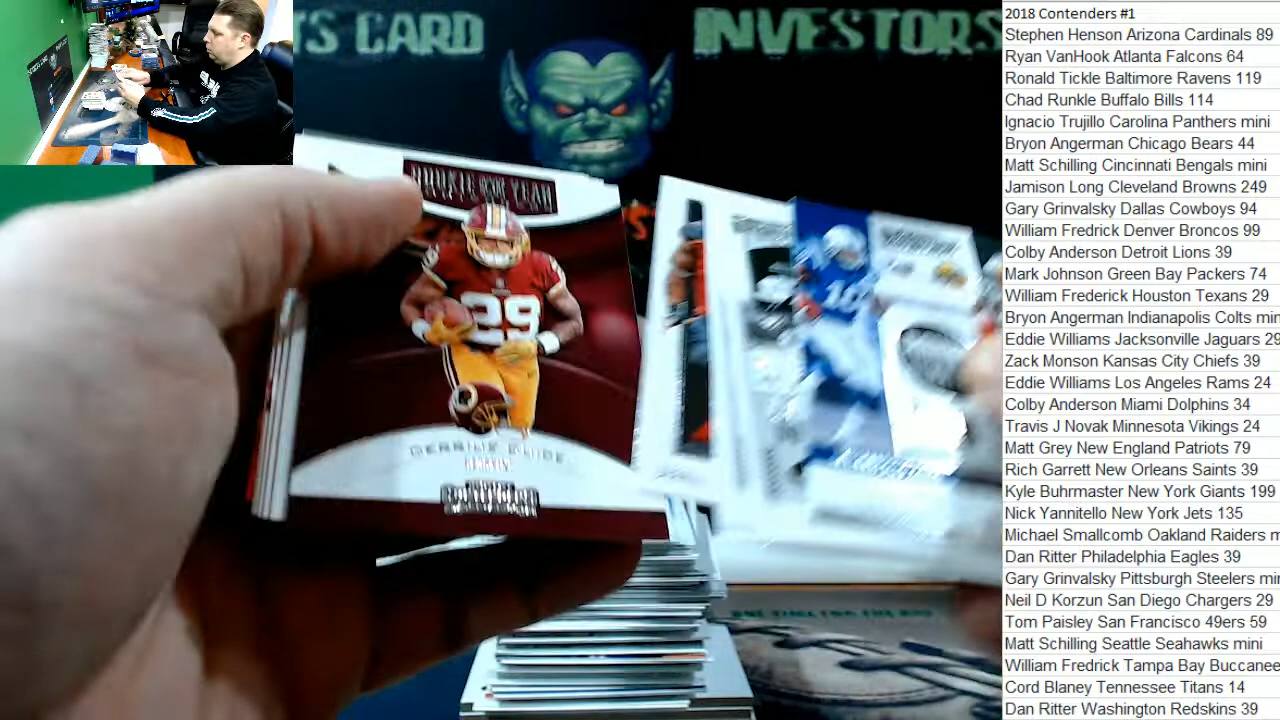 S CARD INVESTORS
ROOKIE OF THE YEAR
29
DERRIUS GUICE
10
2018 Contenders #1
Stephen Henson Arizona Cardinals 89
Ryan VanHook Atlanta Falcons 64
Ronald Tickle Baltimore Ravens 119
Chad Runkle Buffalo Bills 114
Ignacio Trujillo Carolina Panthers mini
Bryon Angerman Chicago Bears 44
Matt Schilling Cincinnati Bengals mini
Jamison Long Cleveland Browns 249
Gary Grinvalsky Dallas Cowboys 94
William Fredrick Denver Broncos 99
Colby Anderson Detroit Lions 39
Mark Johnson Green Bay Packers 74
William Frederick Houston Texans 29
Bryon Angerman Indianapolis Colts min
Eddie Williams Jacksonville Jaguars 29
Zack Monson Kansas City Chiefs 39
Eddie Williams Los Angeles Rams 24
Colby Anderson Miami Dolphins 34
Travis J Novak Minnesota Vikings 24
Matt Grey New England Patriots 79
Rich Garrett New Orleans Saints 39
Kyle Buhrmaster New York Giants 199
Nick Yannitello New York Jets 135
Michael Smallcomb Oakland Raiders m
Dan Ritter Philadelphia Eagles 39
Gary Grinvalsky Pittsburgh Steelers min
Neil D Korzun San Diego Chargers 29
Tom Paisley San Francisco 49ers 59
Matt Schilling Seattle Seahawks mini
William Fredrick Tampa Bay Buccanee
Cord Blaney Tennessee Titans 14
Dan Ritter Washington Redskins 39